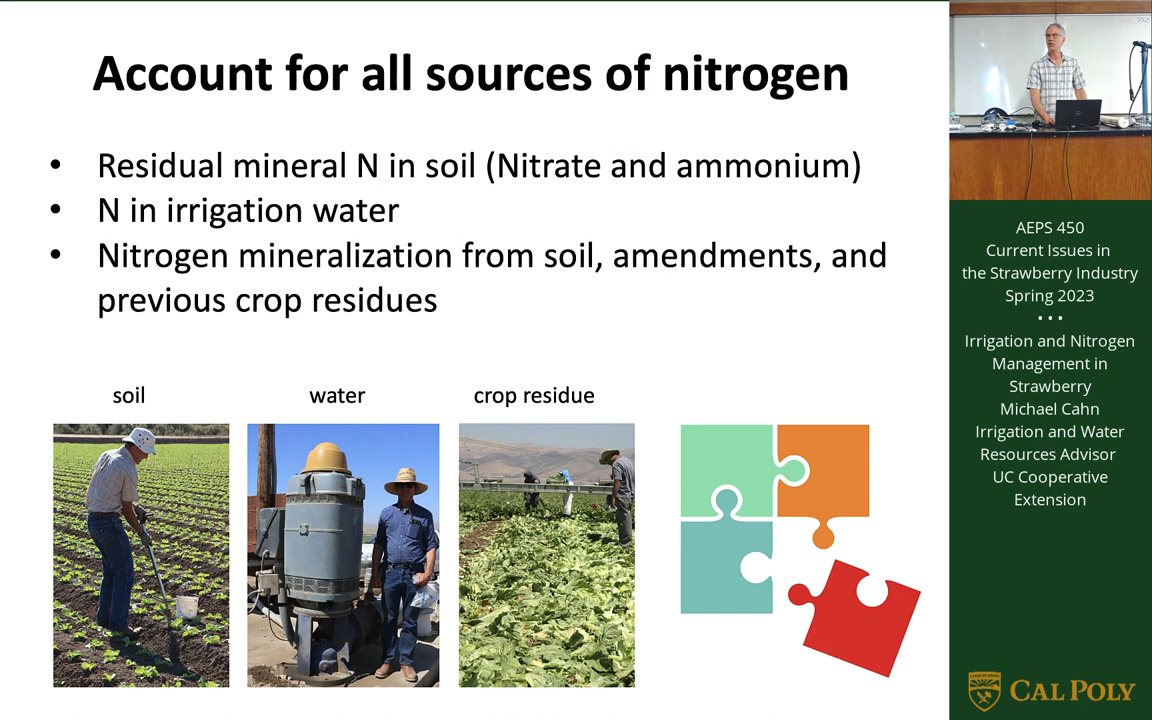 Account for all sources of nitrogen
• Residual mineral N in soil (Nitrate and ammonium)
• N in irrigation water
• Nitrogen mineralization from soil, amendments, and
previous crop residues
soil
water
crop residue
AEPS 450
Current Issues in
the Strawberry Industry
Spring 2023
• • •
Irrigation and Nitrogen
Management in
Strawberry
Michael Cahn
Irrigation and Water
Resources Advisor
UC Cooperative
Extension
CAL POLY